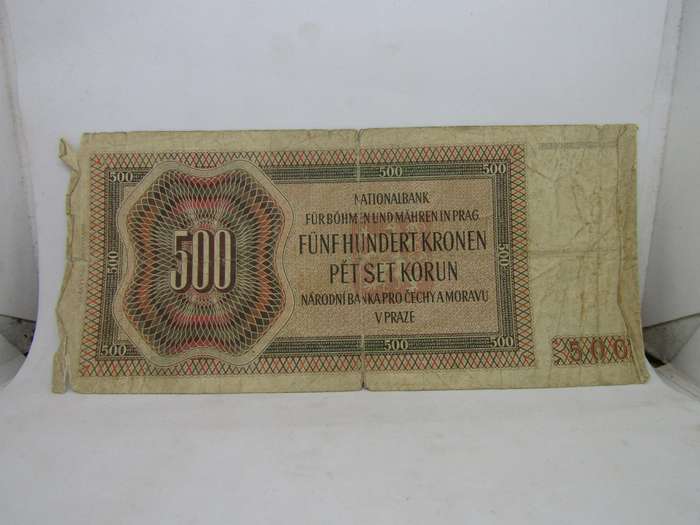 500
500
500
NATIONALBANK
FÜR BÖHMEN UND MÄHREN IN PRAG
FÜNF HUNDERT KRONEN
PĚT SET KORUN
NÁRODNÍ BANKA PRO ČECHY A MORAVU
V PRAZE
500
500
500
500
500
500
500